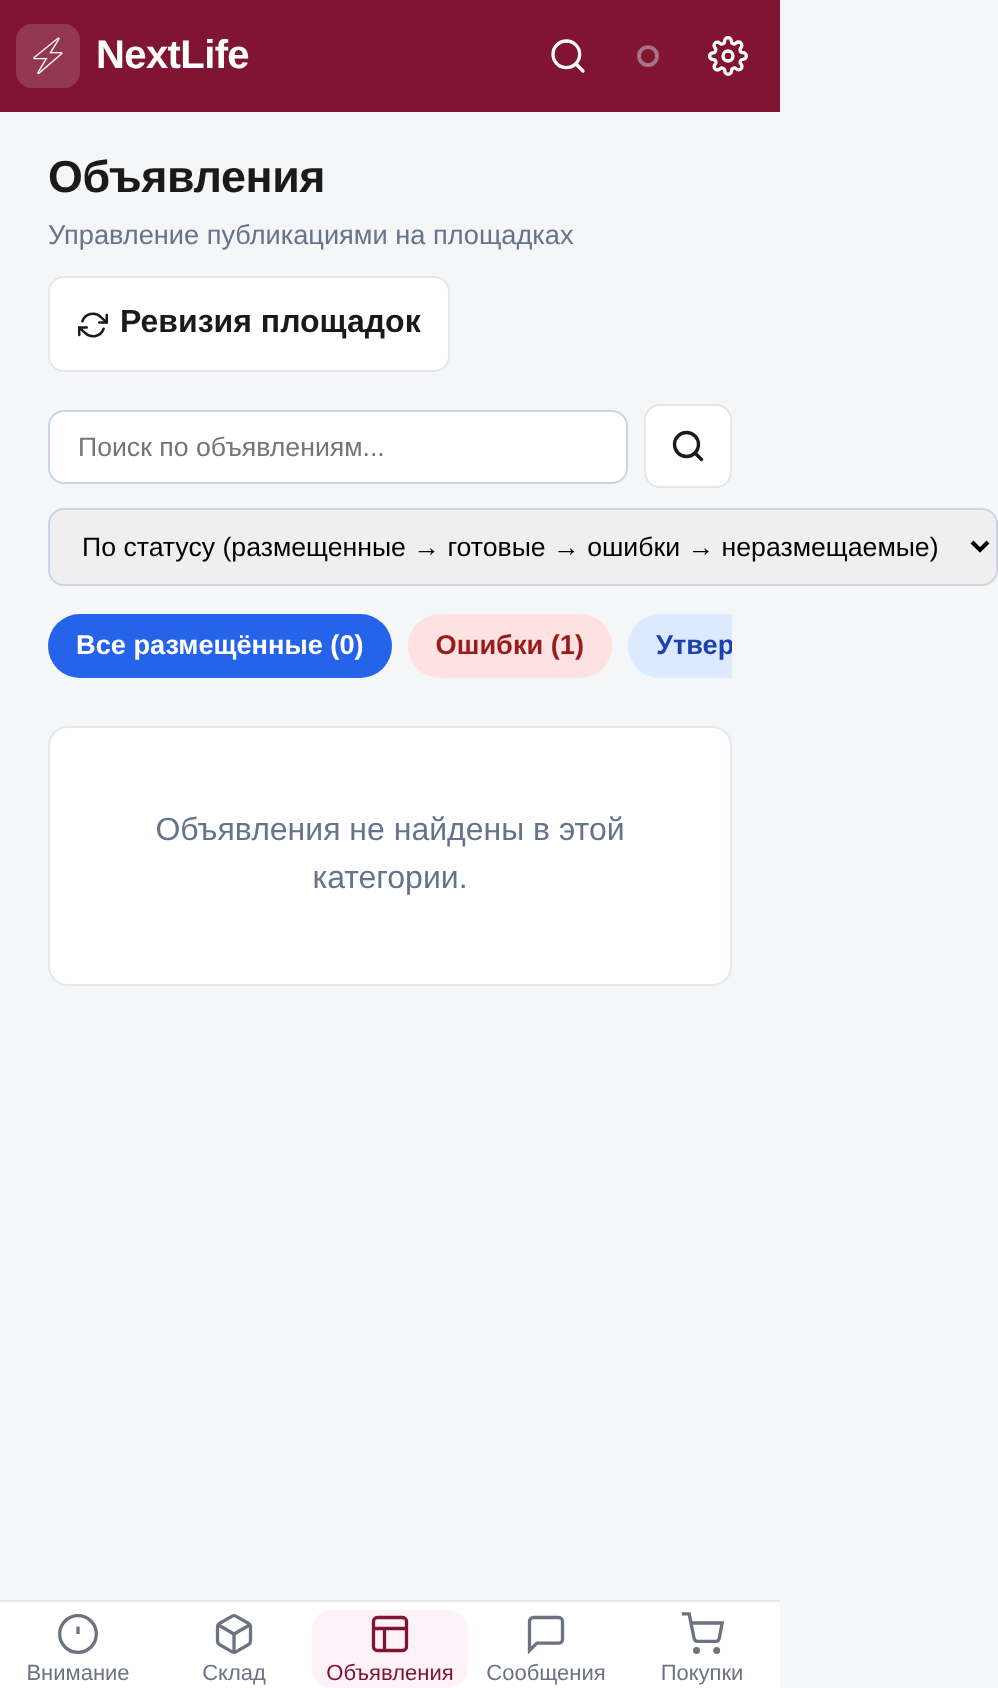 NextLife
Объявления
Управление публикациями на площадках
Ревизия площадок
Поиск по объявлениям...
По статусу (размещенные → готовые → ошибки → неразмещаемые)
Все размещённые (0) Ошибки (1) Утвер
Объявления не найдены в этой
категории.
Внимание Склад Объявления Сообщения Покупки